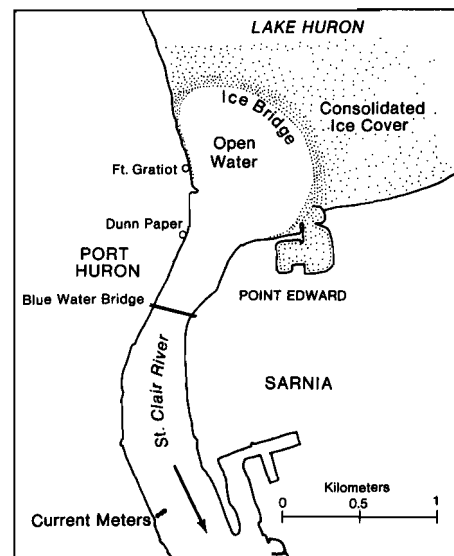 LAKE HURON
Ice Bridge
Consolidated
Ice Cover
Open
Water
Ft. Gratiot
Dunn Paper
PORT
HURON
Blue Water Bridge
POINT EDWARD
St. Clair River
SARNIA
Kilometers
0 0.5 1
Current Meters